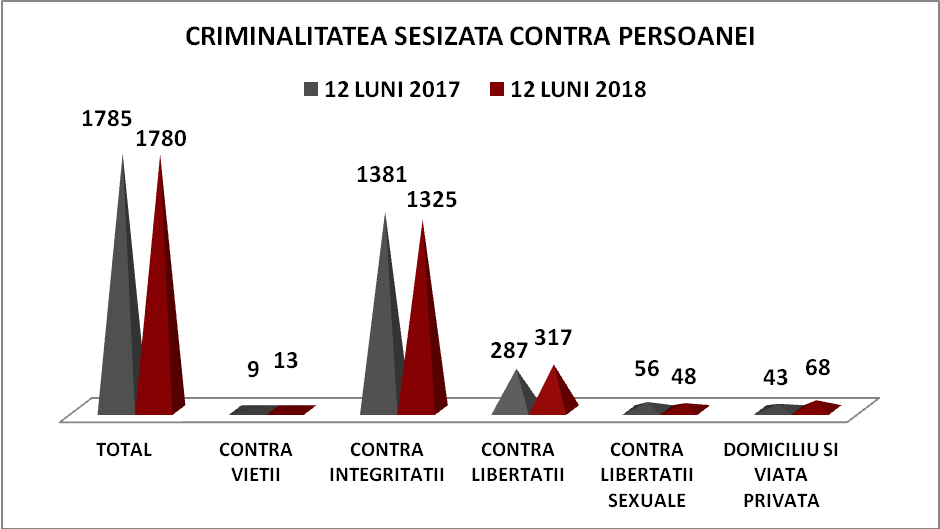 CRIMINALITATEA SESIZATA CONTRA PERSOANEI
12 LUNI 2017 12 LUNI 2018
1785
1780
1381
1325
287
317
9
13
56
48
43
68
TOTAL
CONTRA
VIETII
CONTRA
INTEGRITATII
CONTRA
LIBERTATII
CONTRA
LIBERTATII
SEXUALE
DOMICILIU SI
VIATA
PRIVATA